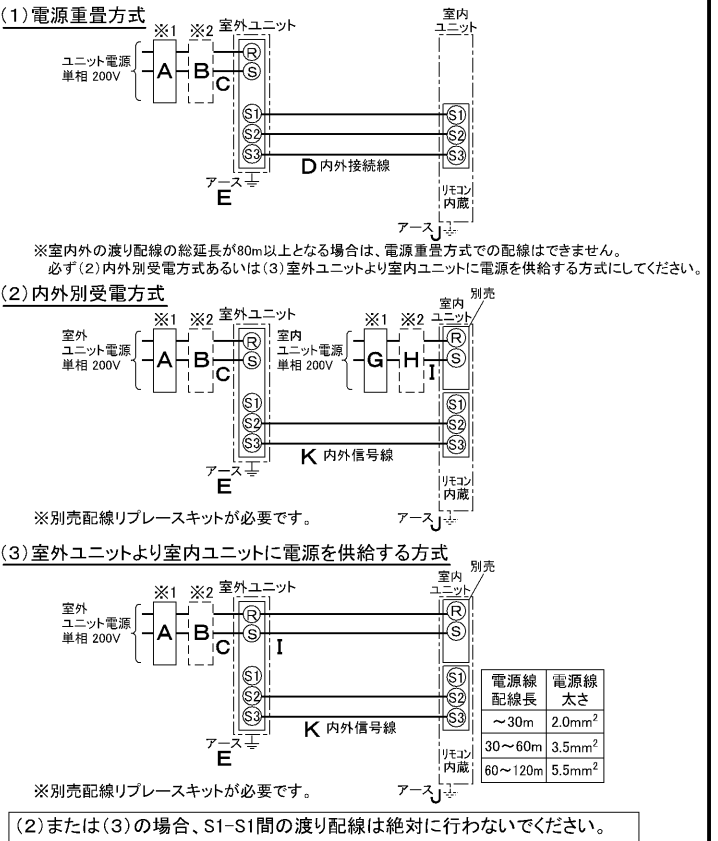 (1)電源重畳方式
※1 ※2 室外ユニット
室内
ユニット
ユニット電源
単相 200V
A B C
R
S
S1
S2
S3
S1
S2
S3
D 内外接続線
アース
E
リモコン
内蔵
アース J
※室内外の渡り配線の総延長が80m以上となる場合は、電源重畳方式での配線はできません。
必ず(2)内外別受電方式あるいは(3)室外ユニットより室内ユニットに電源を供給する方式にしてください。
(2)内外別受電方式
※1 ※2 室外ユニット
室外
ユニット電源
単相 200V
A B C
R
S
S1
S2
S3
※1 ※2
室内
ユニット
別売
室内
ユニット電源
単相 200V
G H I
R
S
S1
S2
S3
K 内外信号線
アース
E
リモコン
内蔵
アース J
※別売配線リプレースキットが必要です。
(3)室外ユニットより室内ユニットに電源を供給する方式
※1 ※2 室外ユニット
室内
ユニット
別売
室外
ユニット電源
単相 200V
A B C
R
S
I
R
S
S1
S2
S3
S1
S2
S3
K 内外信号線
アース
E
リモコン
内蔵
アース J
電源線
配線長
電源線
太さ
~30m 2.0mm²
30~60m 3.5mm²
60~120m 5.5mm²
※別売配線リプレースキットが必要です。
(2)または(3)の場合、S1-S1間の渡り配線は絶対に行わないでください。